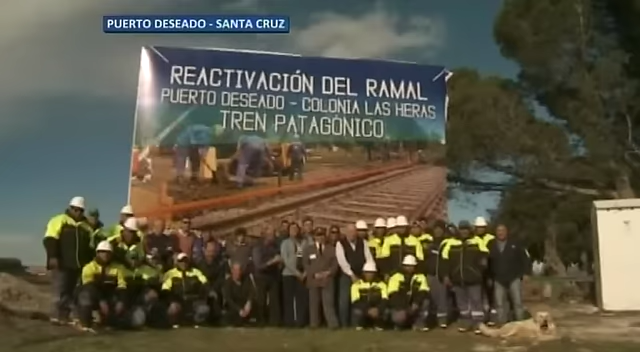 PUERTO DESEADO - SANTA CRUZ
REACTIVACIÓN DEL RAMAL
PUERTO DESEADO - COLONIA LAS HERAS
TREN PATAGÓNICO